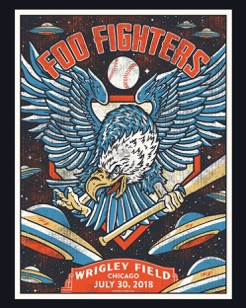 FOO FIGHTERS
WRIGLEY FIELD
CHICAGO
JULY 30, 2018